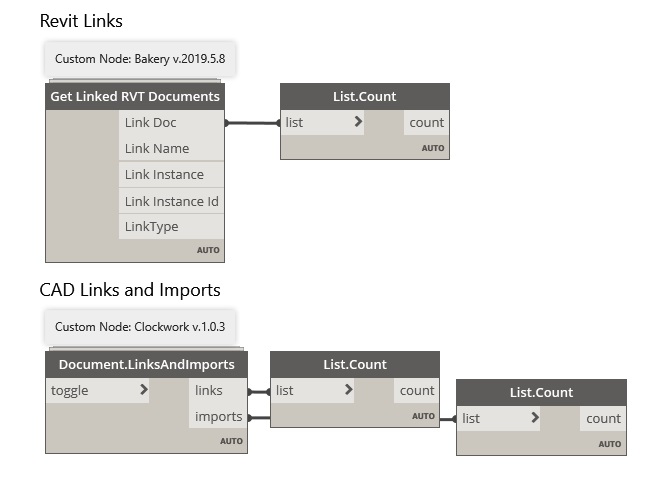 Revit Links
Custom Node: Bakery v.2019.5.8
Get Linked RVT Documents
Link Doc
Link Name
Link Instance
Link Instance Id
LinkType
AUTO
List.Count
list > count
AUTO
CAD Links and Imports
Custom Node: Clockwork v.1.0.3
Document.LinksAndImports
toggle > links
imports
AUTO
List.Count
list > count
AUTO
List.Count
list > count
AUTO